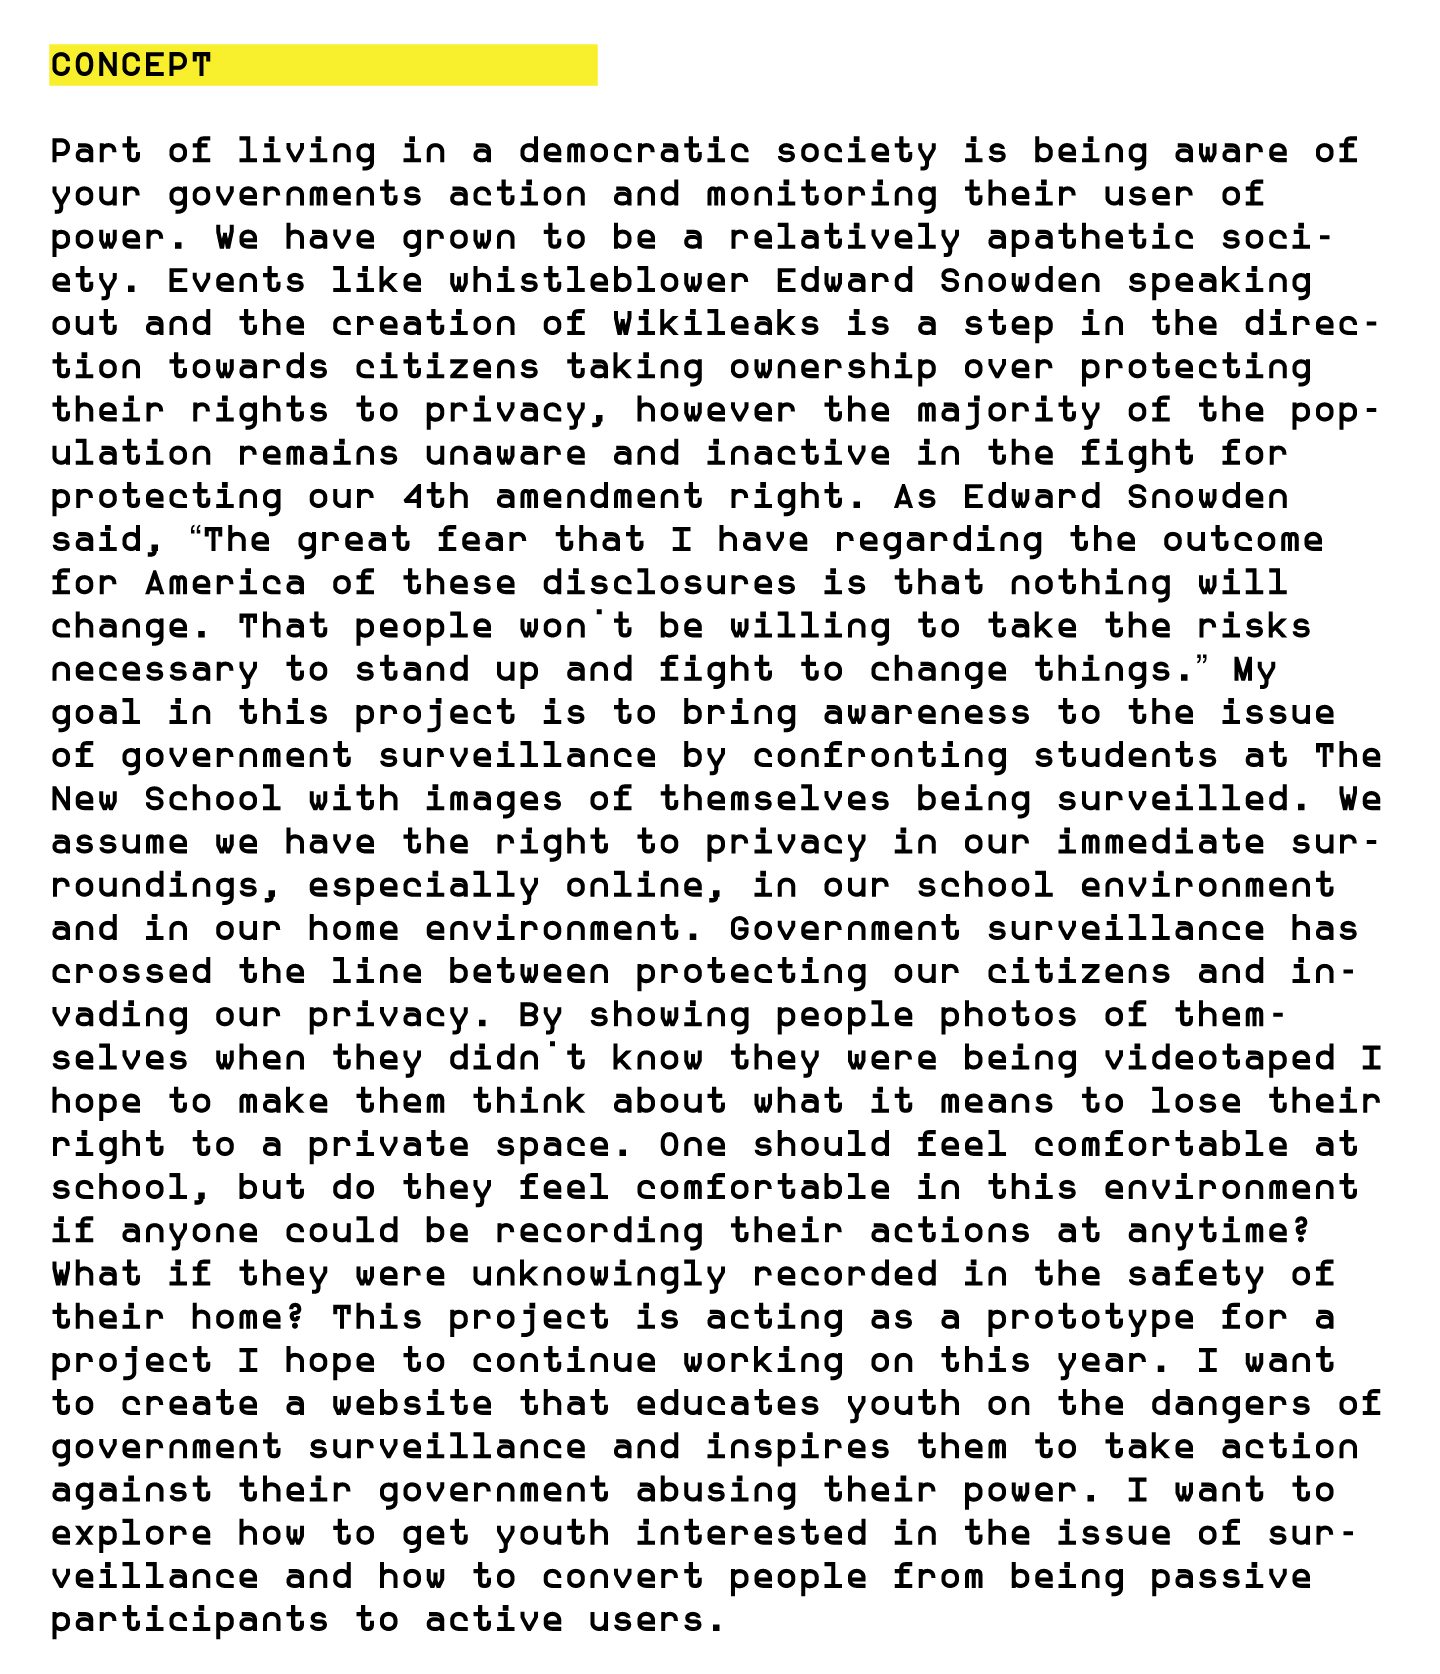 CONCEPT
Part of living in a democratic society is being aware of
your governments action and monitoring their user of
power. We have grown to be a relatively apathetic soci-
ety. Events like whistleblower Edward Snowden speaking
out and the creation of Wikileaks is a step in the direc-
tion towards citizens taking ownership over protecting
their rights to privacy, however the majority of the pop-
ulation remains unaware and inactive in the fight for
protecting our 4th amendment right. As Edward Snowden
said, “The great fear that I have regarding the outcome
for America of these disclosures is that nothing will
change. That people won˙t be willing to take the risks
necessary to stand up and fight to change things.” My
goal in this project is to bring awareness to the issue
of government surveillance by confronting students at The
New School with images of themselves being surveilled. We
assume we have the right to privacy in our immediate sur-
roundings, especially online, in our school environment
and in our home environment. Government surveillance has
crossed the line between protecting our citizens and in-
vading our privacy. By showing people photos of them-
selves when they didn˙t know they were being videotaped I
hope to make them think about what it means to lose their
right to a private space. One should feel comfortable at
school, but do they feel comfortable in this environment
if anyone could be recording their actions at anytime?
What if they were unknowingly recorded in the safety of
their home? This project is acting as a prototype for a
project I hope to continue working on this year. I want
to create a website that educates youth on the dangers of
government surveillance and inspires them to take action
against their government abusing their power. I want to
explore how to get youth interested in the issue of sur-
veillance and how to convert people from being passive
participants to active users.